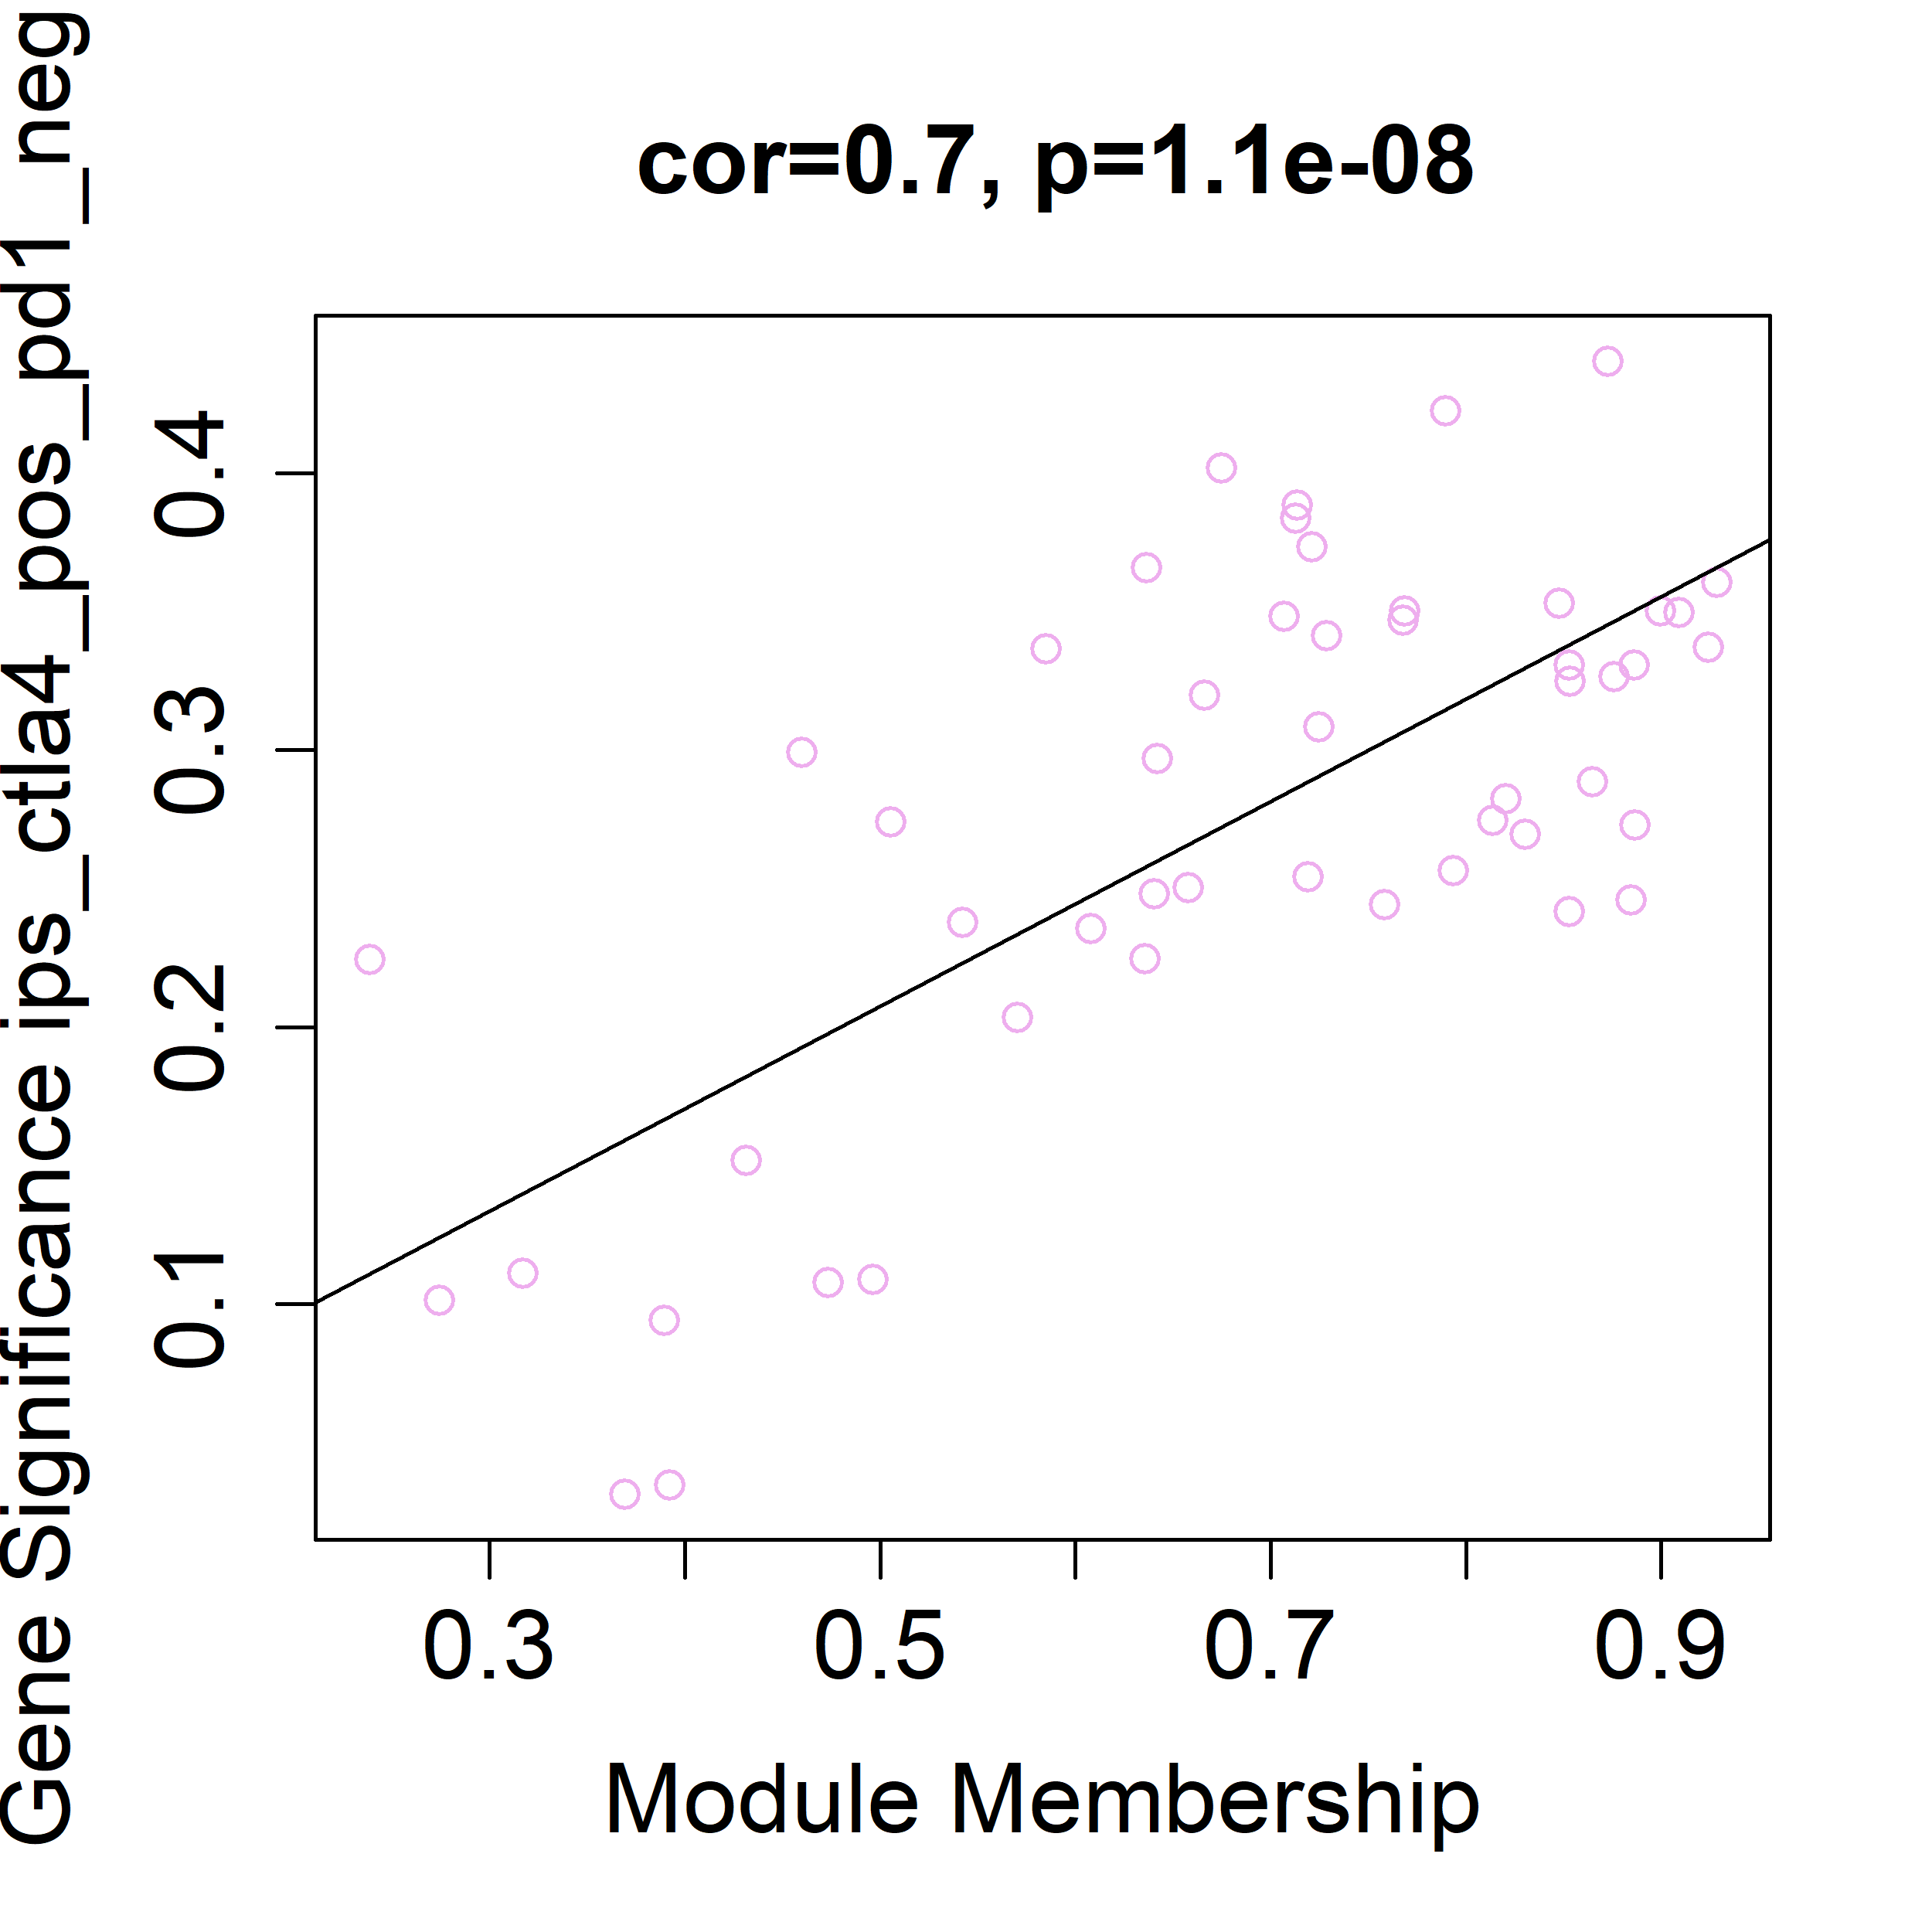 cor=0.7, p=1.1e-08
Gene Significance ips_ctla4_pos_pd1_neg
0.4
0.3
0.2
0.1
0.3 0.5 0.7 0.9
Module Membership